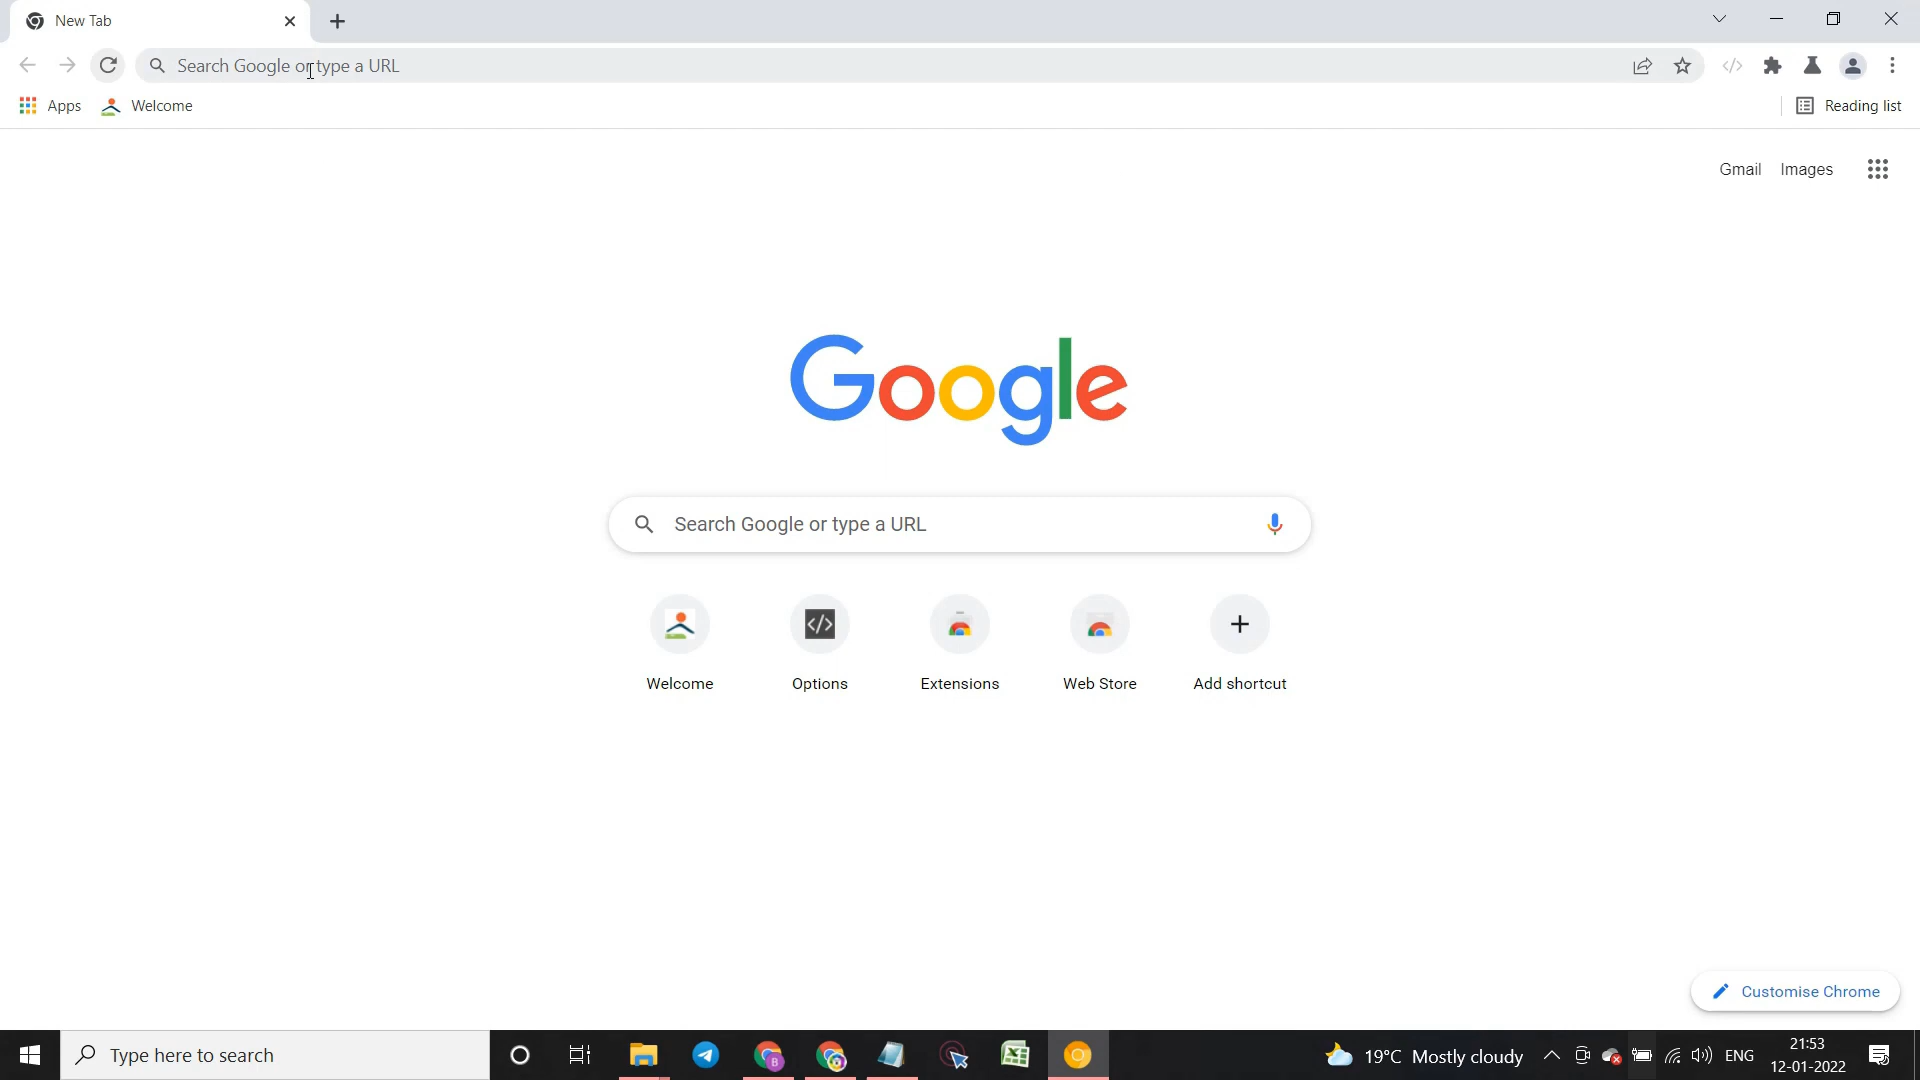 New Tab
Search Google or type a URL
Apps Welcome Reading list
Gmail Images
Google
Search Google or type a URL
Welcome Options Extensions Web Store Add shortcut
Customise Chrome
Type here to search 19°C Mostly cloudy ENG
21:53
12-01-2022